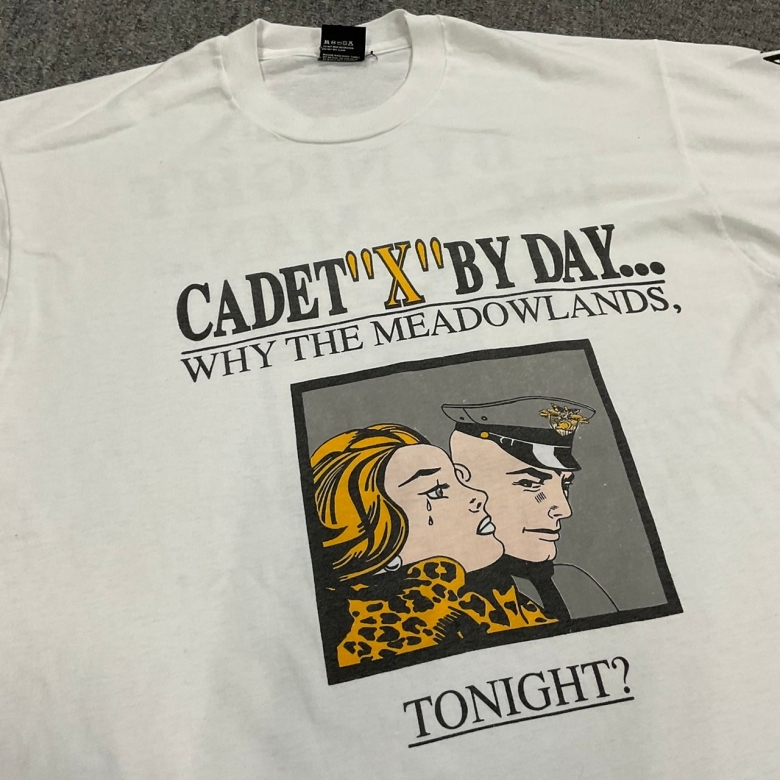 CADET "X" BY DAY...
WHY THE MEADOWLANDS,
TONIGHT?